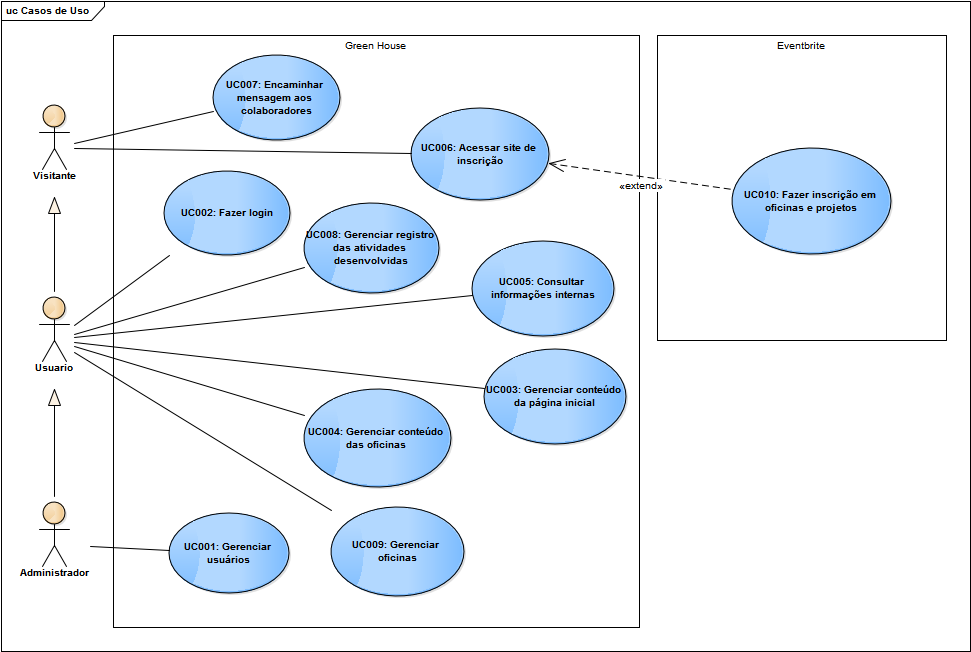 uc Casos de Uso
Green House
Eventbrite
UC007: Encaminhar
mensagem aos
colaboradores
UC006: Acessar site de
inscrição
Visitante
«extend»
UC010: Fazer inscrição em
oficinas e projetos
UC002: Fazer login
UC008: Gerenciar registro
das atividades
desenvolvidas
UC005: Consultar
informações internas
Usuario
UC003: Gerenciar conteúdo
da página inicial
UC004: Gerenciar conteúdo
das oficinas
Administrador
UC001: Gerenciar
usuários
UC009: Gerenciar
oficinas